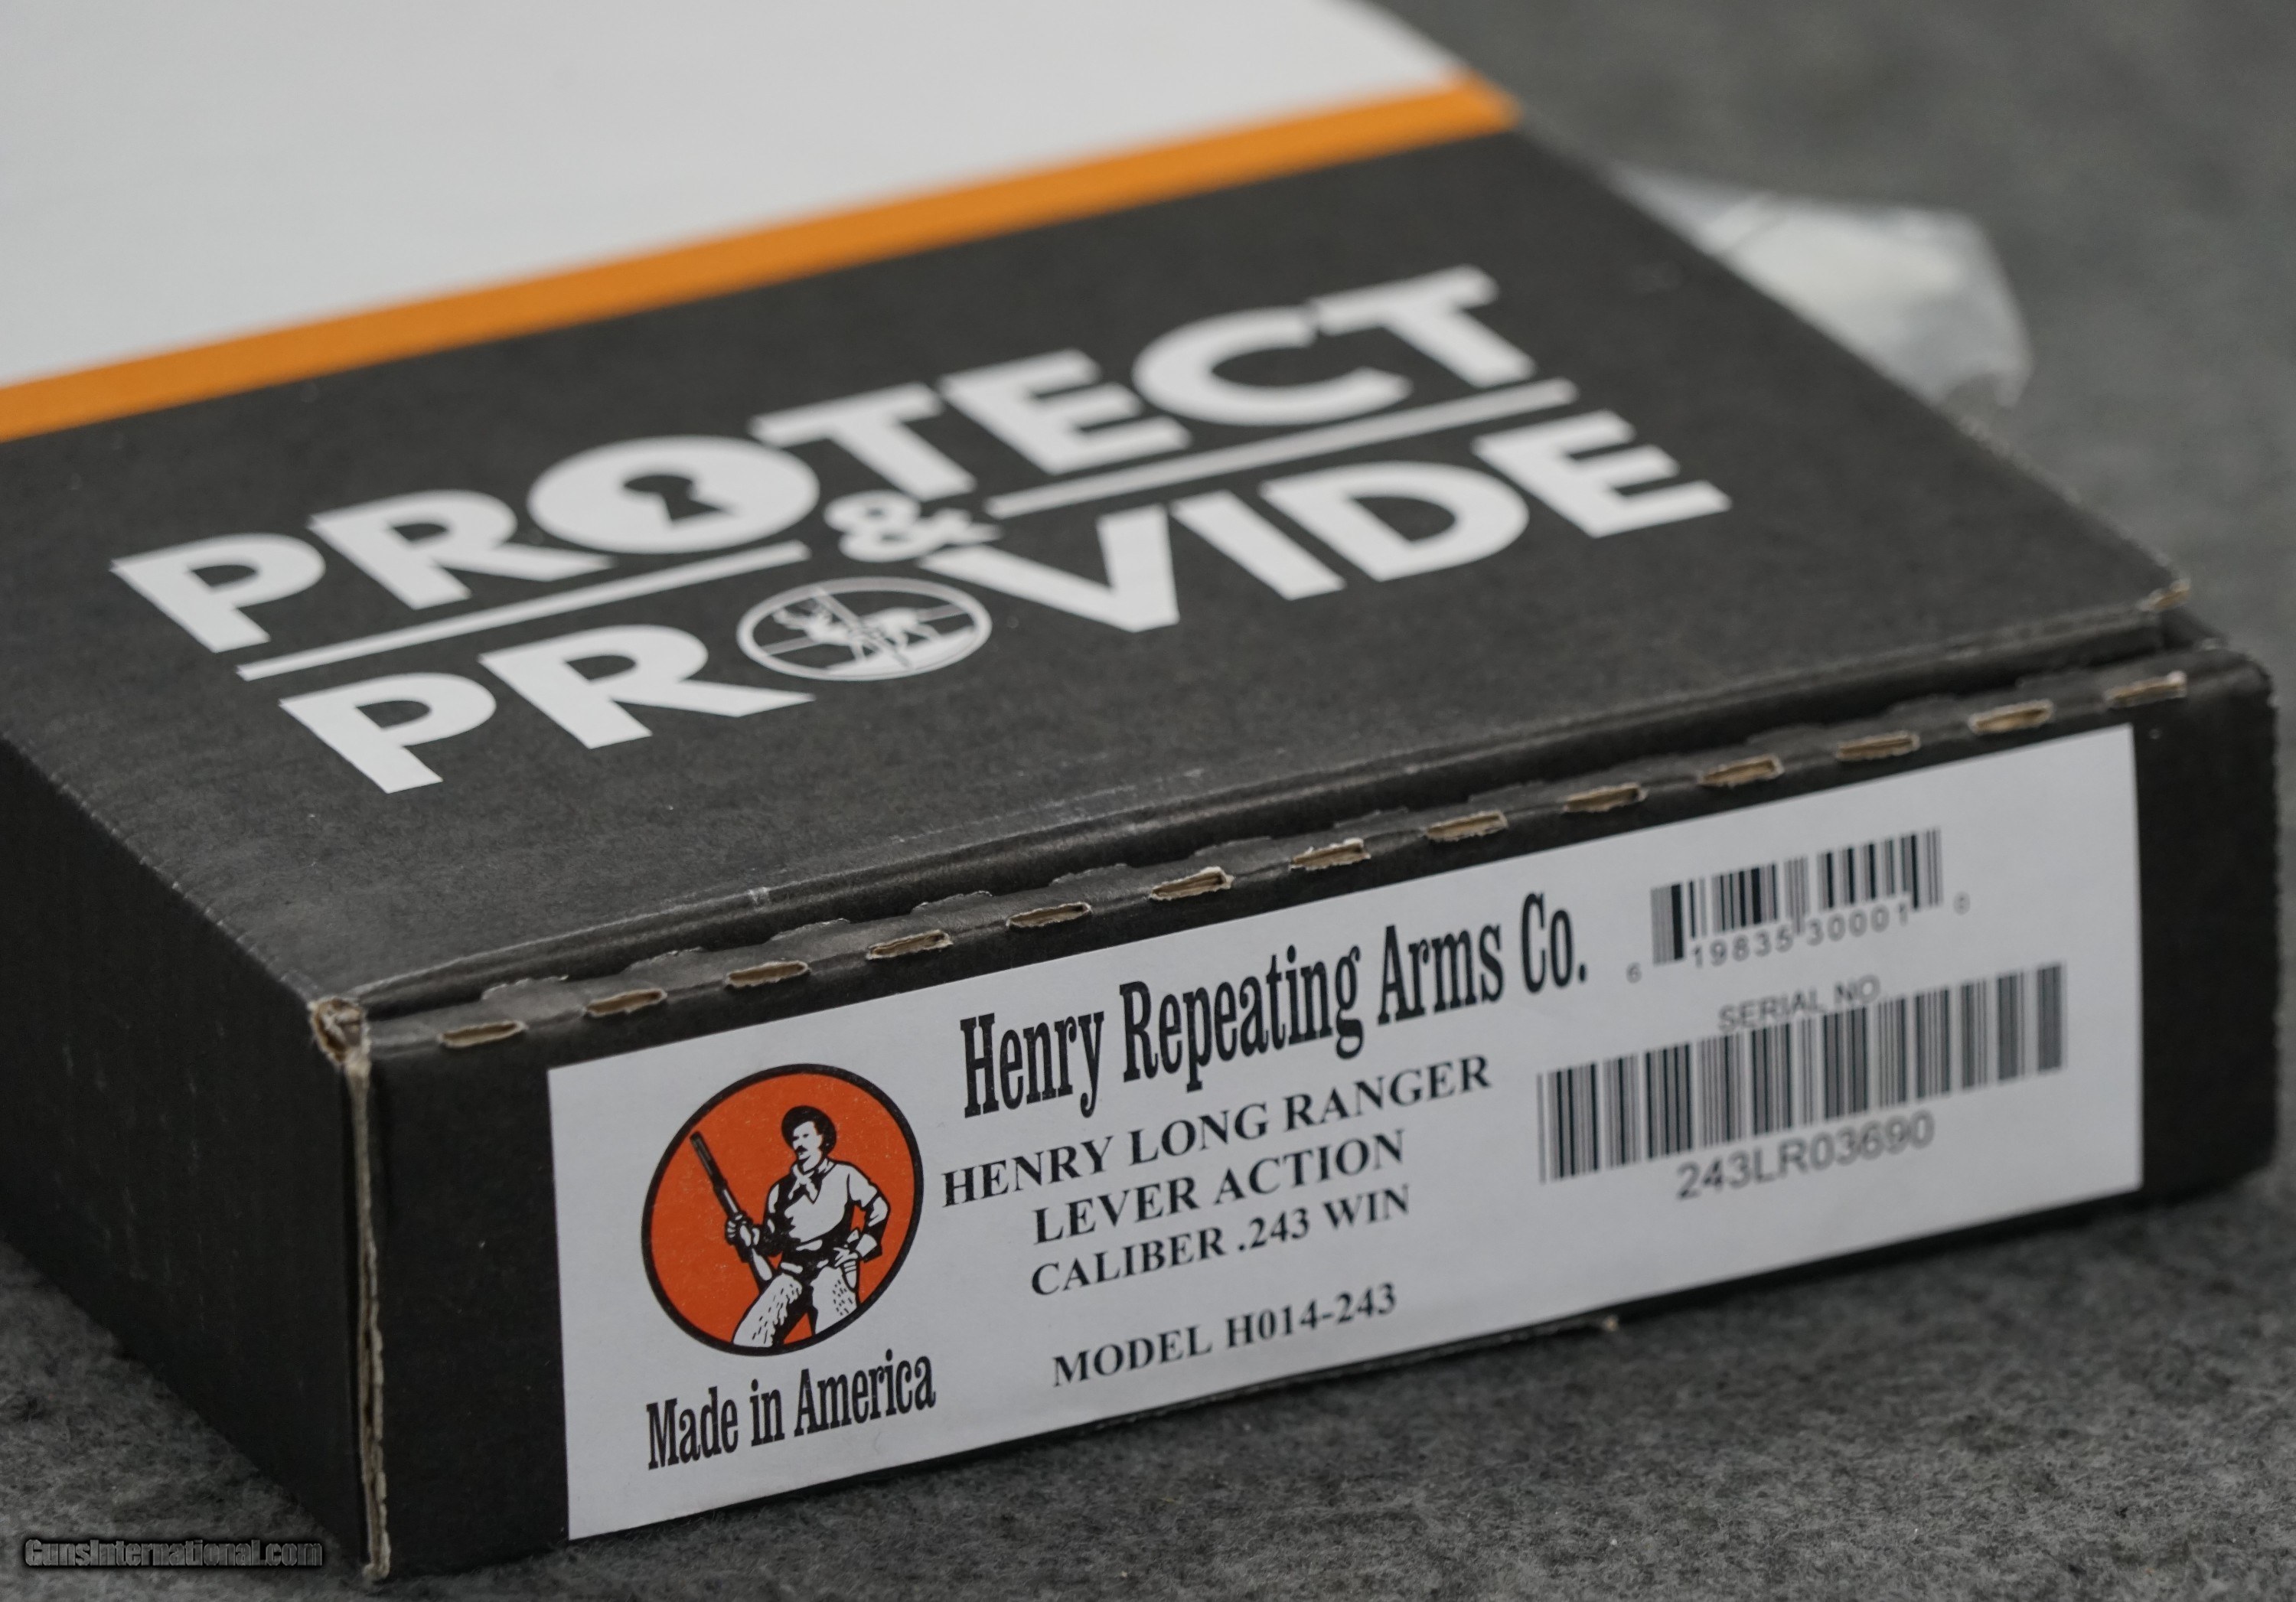 PROTECT
&
PROVIDE
Henry Repeating Arms Co.
HENRY LONG RANGER
LEVER ACTION
CALIBER .243 WIN
MODEL H014-243
Made in America
6 19835 30001 6
SERIAL NO.
243LR03690
GunsInternational.com